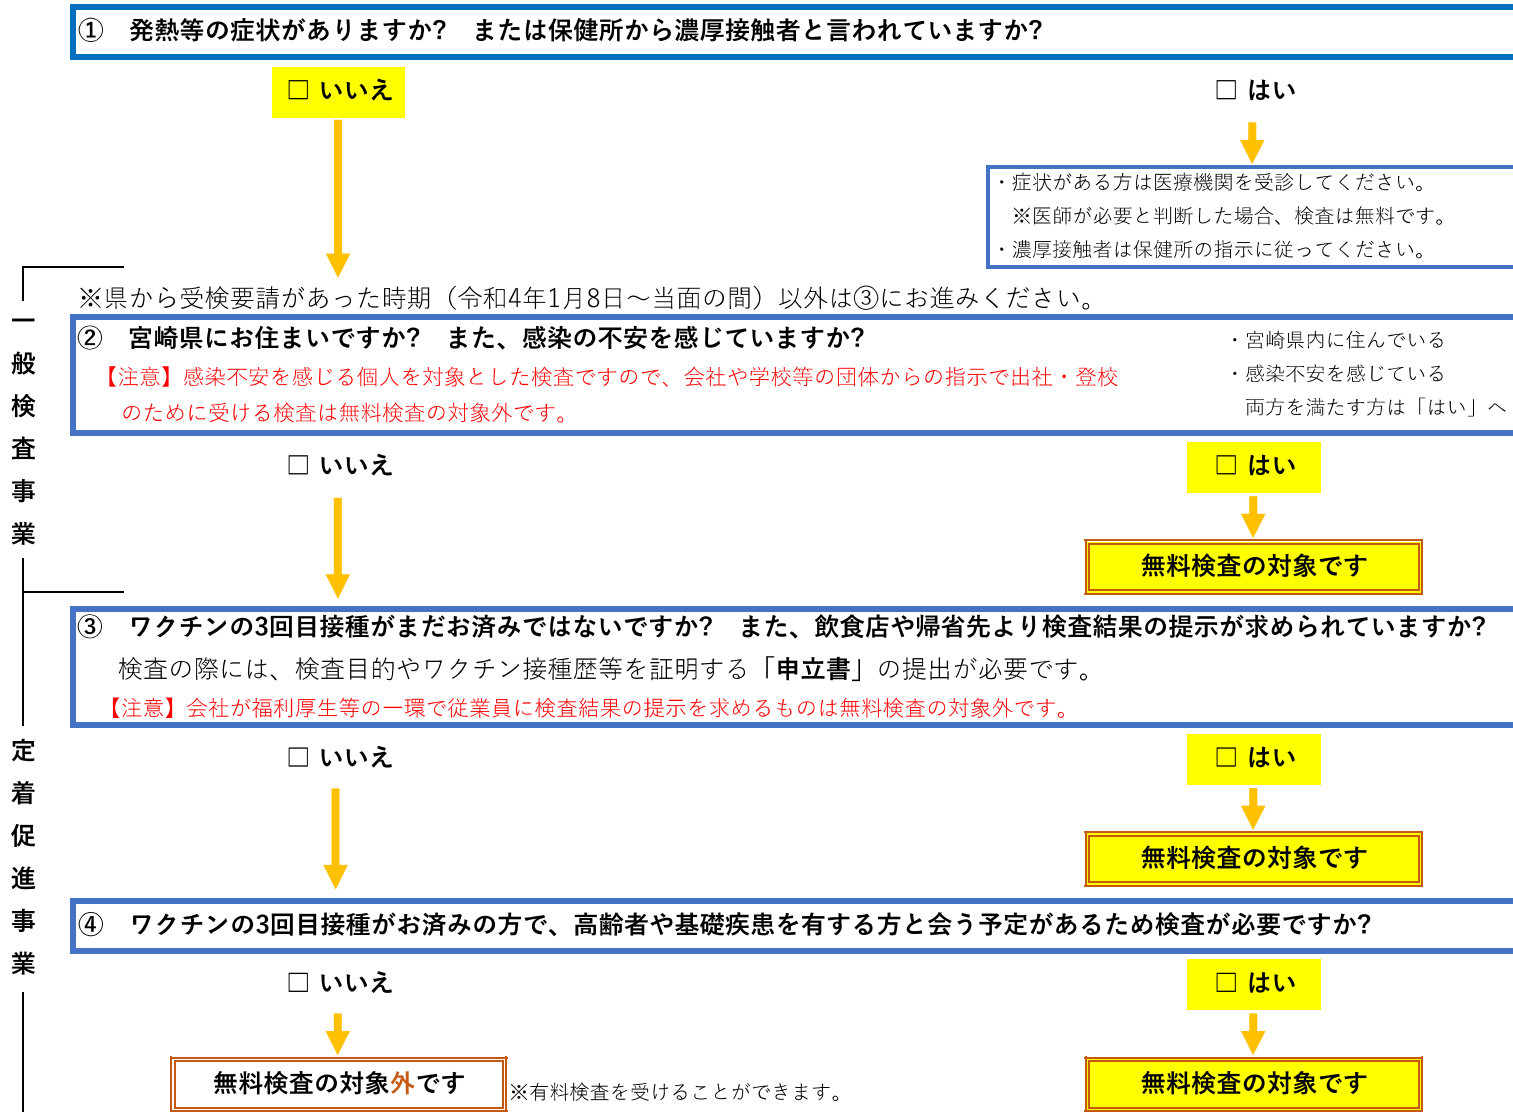 ① 発熱等の症状がありますか?　または保健所から濃厚接触者と言われていますか?
□ いいえ
□ はい
・症状がある方は医療機関を受診してください。
※医師が必要と判断した場合、検査は無料です。
・濃厚接触者は保健所の指示に従ってください。
一般検査事業
※県から受検要請があった時期（令和4年1月8日～当面の間）以外は③にお進みください。
② 宮崎県にお住まいですか?　また、感染の不安を感じていますか?
【注意】感染不安を感じる個人を対象とした検査ですので、会社や学校等の団体からの指示で出社・登校
のために受ける検査は無料検査の対象外です。
・宮崎県内に住んでいる
・感染不安を感じている
両方を満たす方は「はい」へ
□ いいえ
□ はい
無料検査の対象です
定着促進事業
③ ワクチンの3回目接種がまだお済みではないですか?　また、飲食店や帰省先より検査結果の提示が求められていますか?
検査の際には、検査目的やワクチン接種歴等を証明する「申立書」の提出が必要です。
【注意】会社が福利厚生等の一環で従業員に検査結果の提示を求めるものは無料検査の対象外です。
□ いいえ
□ はい
無料検査の対象です
④ ワクチンの3回目接種がお済みの方で、高齢者や基礎疾患を有する方と会う予定があるため検査が必要ですか?
□ いいえ
□ はい
無料検査の対象外です
※有料検査を受けることができます。
無料検査の対象です